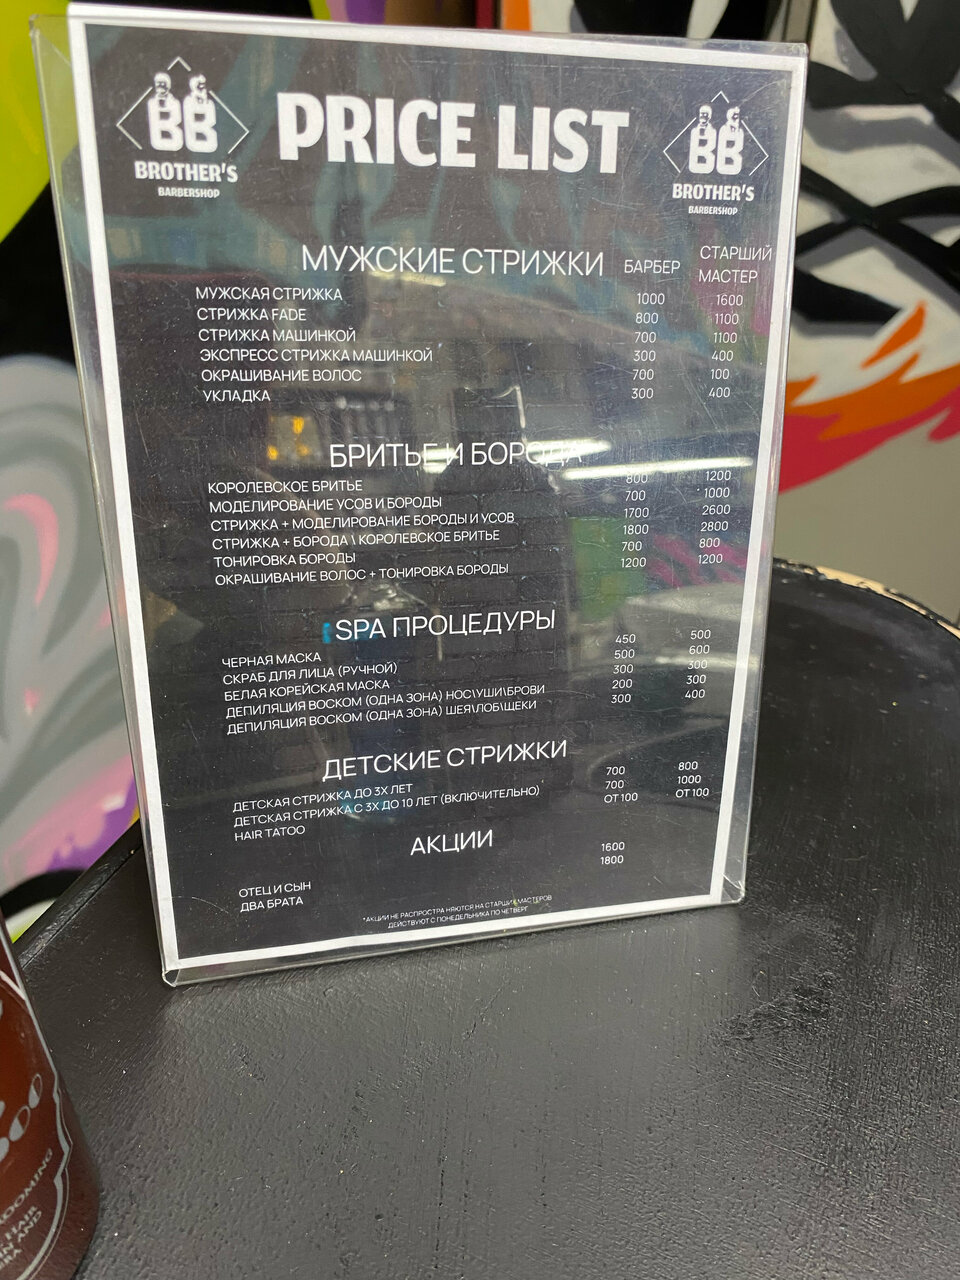 BB
BROTHER'S
BARBERSHOP
PRICE LIST
BB
BROTHER'S
BARBERSHOP
МУЖСКИЕ СТРИЖКИ БАРБЕР СТАРШИЙ МАСТЕР
МУЖСКАЯ СТРИЖКА 1000 1600
СТРИЖКА FADE 800 1100
СТРИЖКА МАШИНКОЙ 700 1100
ЭКСПРЕСС СТРИЖКА МАШИНКОЙ 300 400
ОКРАШИВАНИЕ ВОЛОС 700 100
УКЛАДКА 300 400
БРИТЬЕ И БОРОДА
КОРОЛЕВСКОЕ БРИТЬЕ 800 1200
МОДЕЛИРОВАНИЕ УСОВ И БОРОДЫ 700 1000
СТРИЖКА + МОДЕЛИРОВАНИЕ БОРОДЫ И УСОВ 1700 2600
СТРИЖКА + БОРОДА \ КОРОЛЕВСКОЕ БРИТЬЕ 1800 2800
ТОНИРОВКА БОРОДЫ 700 800
ОКРАШИВАНИЕ ВОЛОС + ТОНИРОВКА БОРОДЫ 1200 1200
SPA ПРОЦЕДУРЫ
ЧЕРНАЯ МАСКА 450 500
СКРАБ ДЛЯ ЛИЦА (РУЧНОЙ) 500 600
БЕЛАЯ КОРЕЙСКАЯ МАСКА 300 300
ДЕПИЛЯЦИЯ ВОСКОМ (ОДНА ЗОНА) НОС\УШИ\БРОВИ 200 300
ДЕПИЛЯЦИЯ ВОСКОМ (ОДНА ЗОНА) ШЕЯ\ЛОБ\ЩЕКИ 300 400
ДЕТСКИЕ СТРИЖКИ
ДЕТСКАЯ СТРИЖКА ДО 3Х ЛЕТ 700 800
ДЕТСКАЯ СТРИЖКА С 3Х ДО 10 ЛЕТ (ВКЛЮЧИТЕЛЬНО) 700 1000
HAIR TATOO ОТ 100 ОТ 100
АКЦИИ
ОТЕЦ И СЫН 1600
ДВА БРАТА 1800
*АКЦИИ НЕ РАСПРОСТРАНЯЮТСЯ НА СТАРШИХ МАСТЕРОВ
ДЕЙСТВУЮТ С ПОНЕДЕЛЬНИКА ПО ЧЕТВЕРГ
HAIR
AND